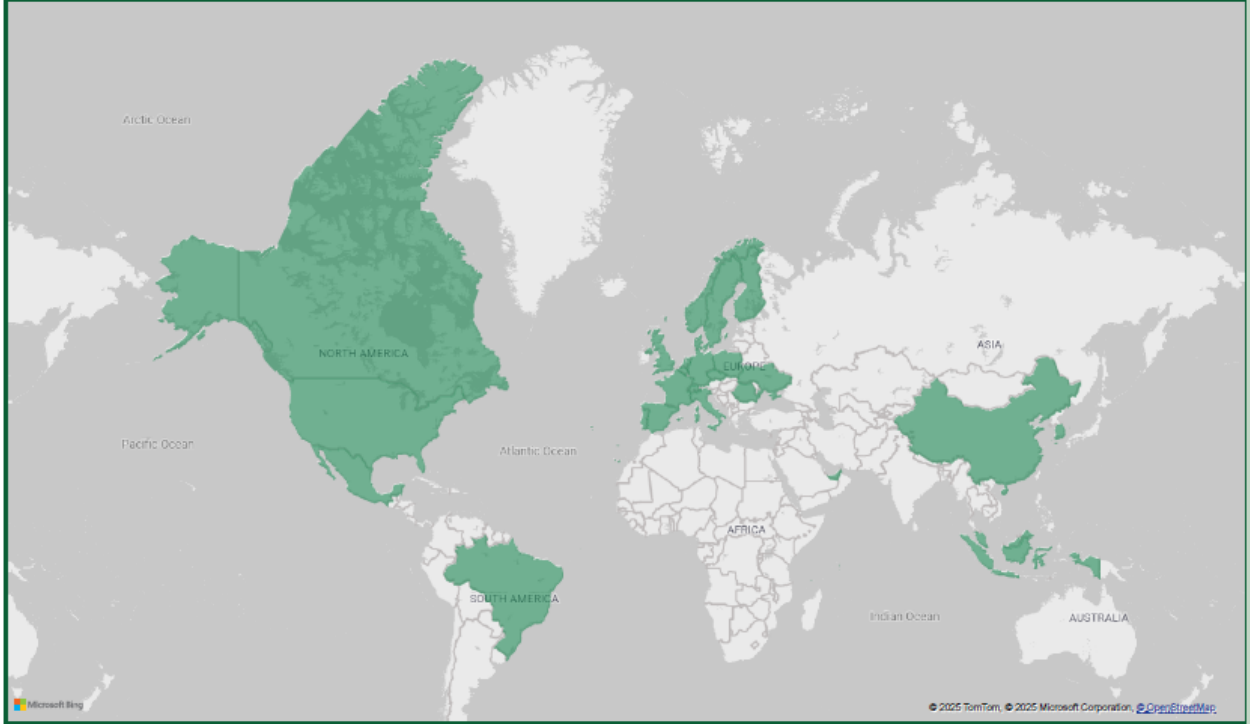 Arctic Ocean
ASIA
NORTH AMERICA
EUROPE
Pacific Ocean
Atlantic Ocean
AFRICA
SOUTH AMERICA
Indian Ocean
AUSTRALIA
Microsoft Bing
© 2025 TomTom, © 2025 Microsoft Corporation, © OpenStreetMap